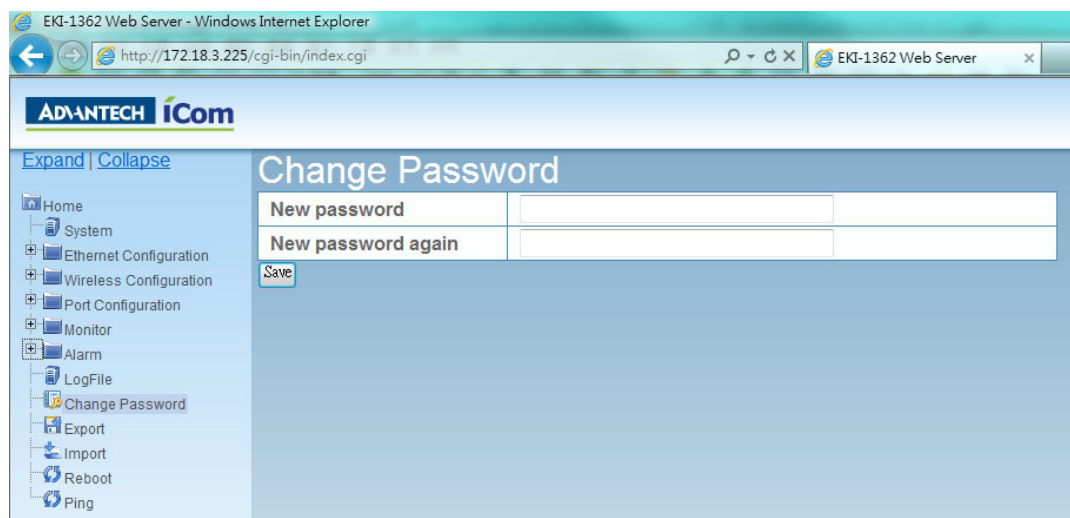 EKI-1362 Web Server - Windows Internet Explorer
http://172.18.3.225/cgi-bin/index.cgi
EKI-1362 Web Server
ADVANTECH iCom
Expand | Collapse
Change Password
New password
New password again
Save
Home
System
Ethernet Configuration
Wireless Configuration
Port Configuration
Monitor
Alarm
LogFile
Change Password
Export
Import
Reboot
Ping